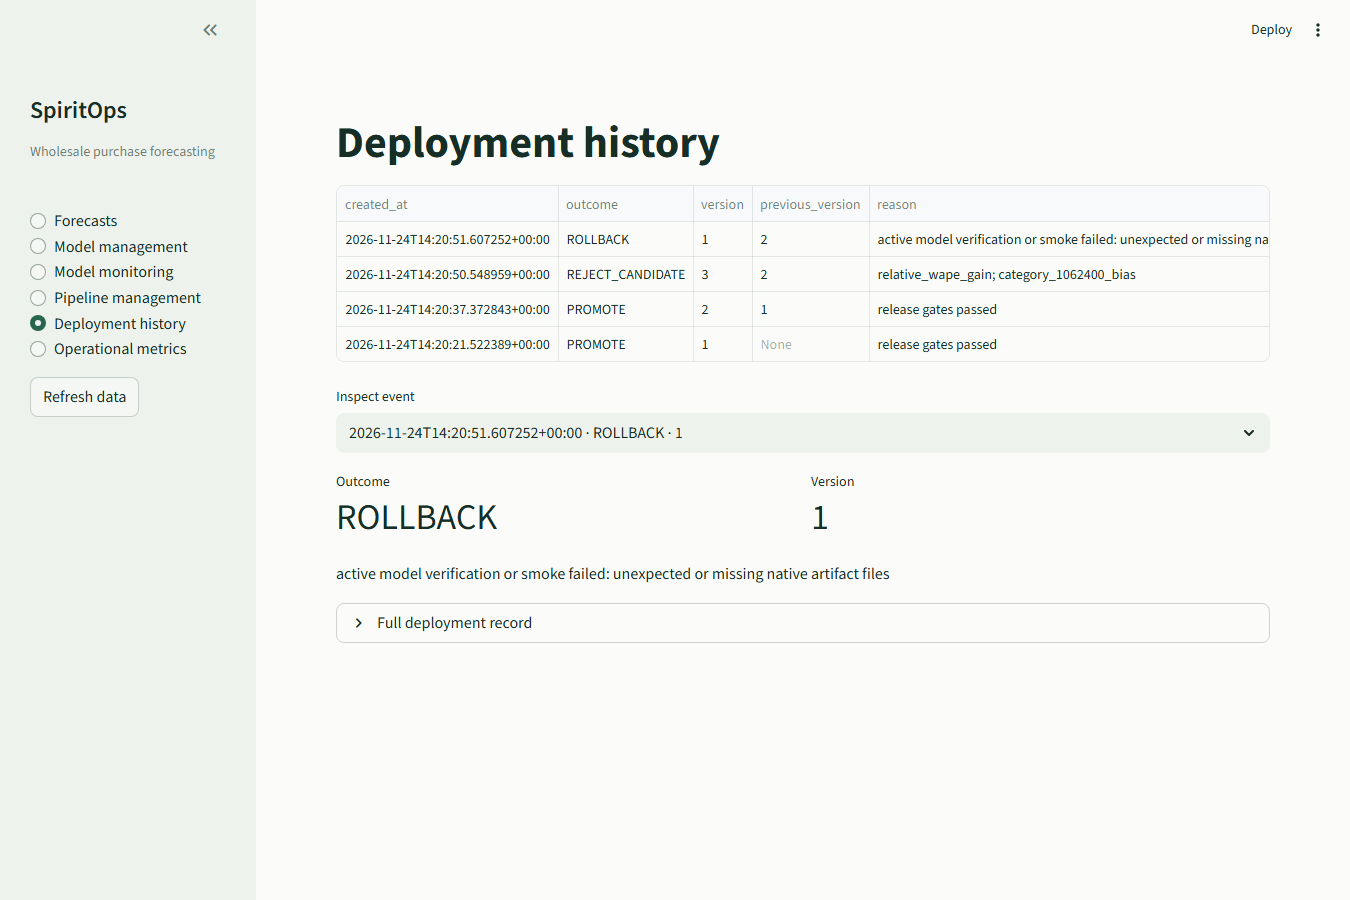 Deploy
SpiritOps
Wholesale purchase forecasting
Forecasts
Model management
Model monitoring
Pipeline management
Deployment history
Operational metrics
Refresh data
Deployment history
created_at outcome version previous_version reason
2026-11-24T14:20:51.607252+00:00 ROLLBACK 1 2 active model verification or smoke failed: unexpected or missing na
2026-11-24T14:20:50.548959+00:00 REJECT_CANDIDATE 3 2 relative_wape_gain; category_1062400_bias
2026-11-24T14:20:37.372843+00:00 PROMOTE 2 1 release gates passed
2026-11-24T14:20:21.522389+00:00 PROMOTE 1 None release gates passed
Inspect event
2026-11-24T14:20:51.607252+00:00 · ROLLBACK · 1
Outcome Version
ROLLBACK 1
active model verification or smoke failed: unexpected or missing native artifact files
Full deployment record